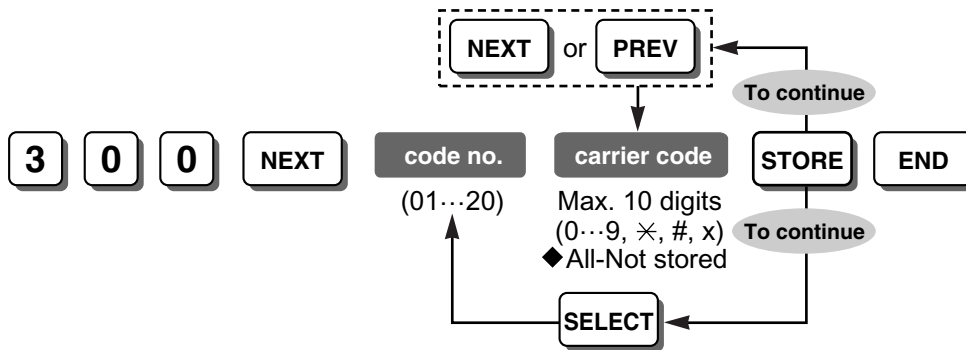 NEXT or PREV
To continue
3 0 0 NEXT code no. carrier code STORE END
(01···20) Max. 10 digits
(0···9, ✳, #, x) To continue
◆All-Not stored
SELECT